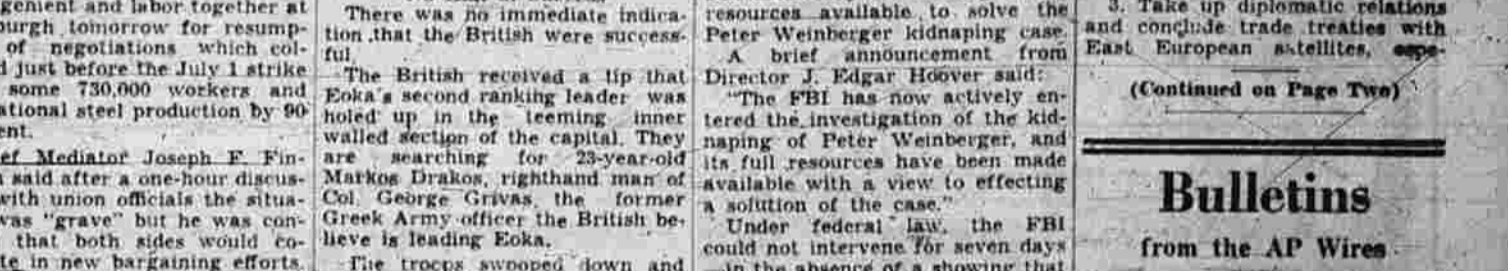 gement and labor together at
burgh tomorrow for resump-
of negotiations which col-
d just before the July 1 strike
some 730,000 workers and
ational steel production by 90
ent.
ef Mediator Joseph F. Fin-
said after a one-hour discus-
with union officials the situa-
was "grave" but he was con-
that both sides would co-
te in new bargaining efforts.
There was no immediate indica-
tion that the British were success-
ful.
The British received a tip that
Eoka's second ranking leader was
holed up in the teeming inner
walled section of the capital. They
are searching for 23-year-old
Markos Drakos, righthand man of
Col. George Grivas, the former
Greek Army officer the British be-
lieve is leading Eoka.
The troops swooped down and
resources available to solve the
Peter Weinberger kidnaping case.
A brief announcement from
Director J. Edgar Hoover said:
"The FBI has now actively en-
tered the investigation of the kid-
naping of Peter Weinberger, and
its full resources have been made
available with a view to effecting
a solution of the case."
Under federal law, the FBI
could not intervene for seven days
in the absence of a showing that
3. Take up diplomatic relations
and conclude trade treaties with
East European satellites, espe-
(Continued on Page Two)
Bulletins
from the AP Wires